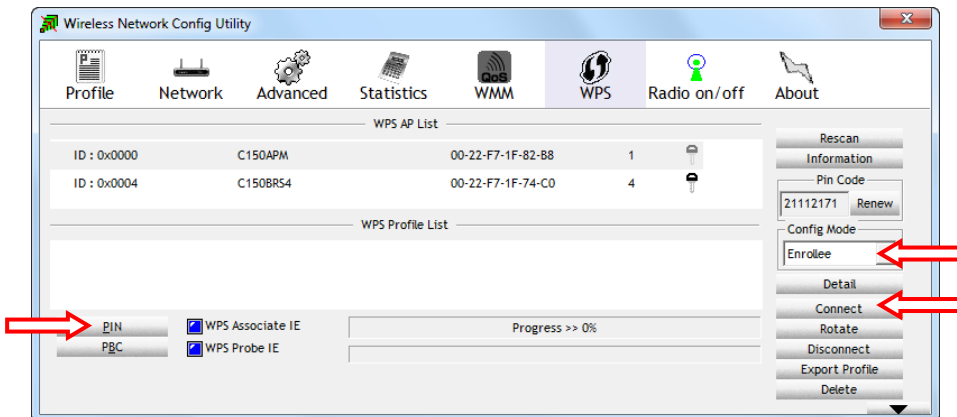 Wireless Network Config Utility
Profile Network Advanced Statistics QoS WMM WPS Radio on/off About
WPS AP List
ID : 0x0000 C150APM 00-22-F7-1F-82-B8 1
ID : 0x0004 C150BRS4 00-22-F7-1F-74-C0 4
WPS Profile List
PIN WPS Associate IE Progress >> 0%
PBC WPS Probe IE
Rescan
Information
Pin Code
21112171 Renew
Config Mode
Enrollee
Detail
Connect
Rotate
Disconnect
Export Profile
Delete